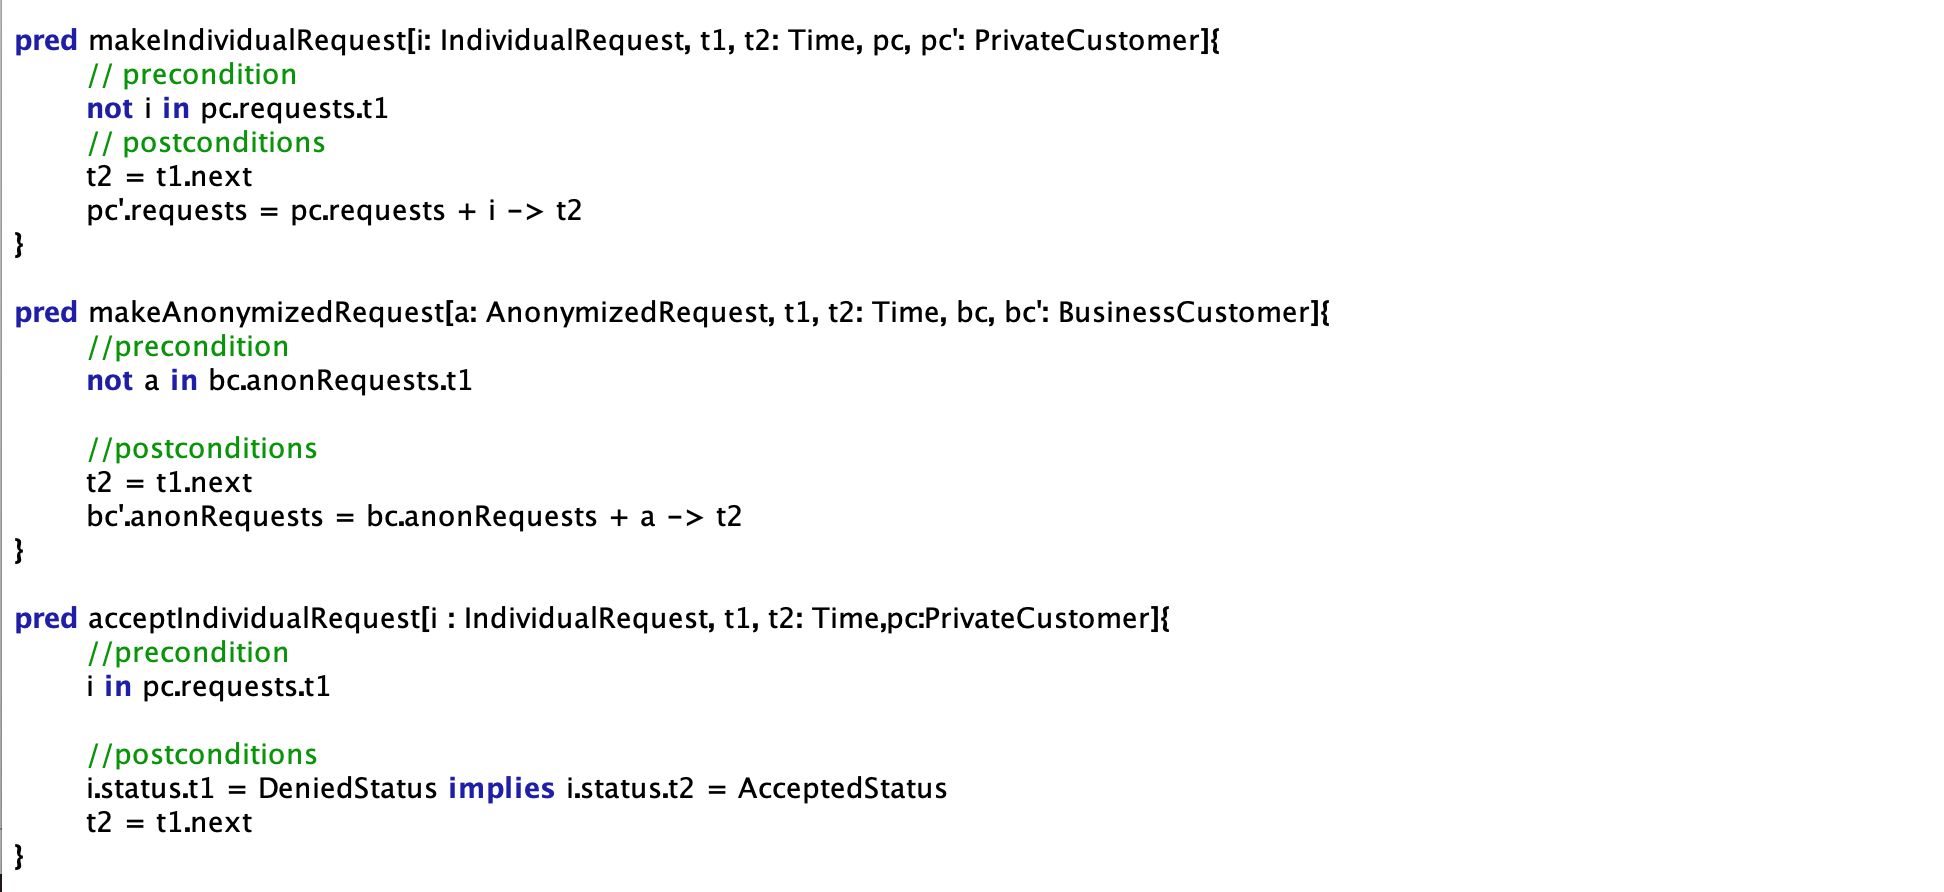 pred makeIndividualRequest[i: IndividualRequest, t1, t2: Time, pc, pc': PrivateCustomer]{
// precondition
not i in pc.requests.t1
// postconditions
t2 = t1.next
pc'.requests = pc.requests + i -> t2
}
pred makeAnonymizedRequest[a: AnonymizedRequest, t1, t2: Time, bc, bc': BusinessCustomer]{
//precondition
not a in bc.anonRequests.t1
//postconditions
t2 = t1.next
bc'.anonRequests = bc.anonRequests + a -> t2
}
pred acceptIndividualRequest[i : IndividualRequest, t1, t2: Time,pc:PrivateCustomer]{
//precondition
i in pc.requests.t1
//postconditions
i.status.t1 = DeniedStatus implies i.status.t2 = AcceptedStatus
t2 = t1.next
}